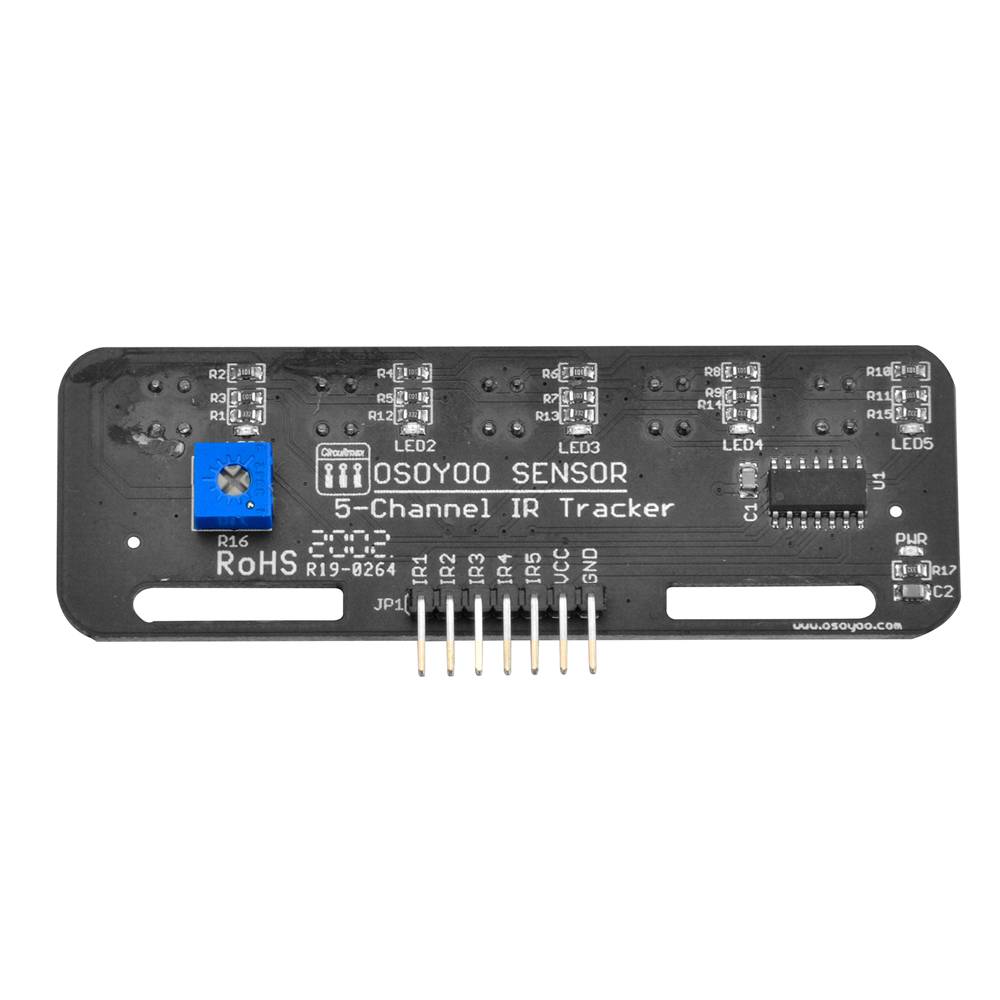 R2 R4 R6 R8 R10
R3 R5 R7 R9 R11
R1 R12 R13 R14 R15
LED2 LED3 LED4 LED5
Circuitmax
OSOYOO SENSOR
5-Channel IR Tracker
C1
U1
R16
RoHS
2002
R19-0264
JP1
IR1 IR2 IR3 IR4 IR5 VCC GND
PWR
R17
C2
www.osoyoo.com